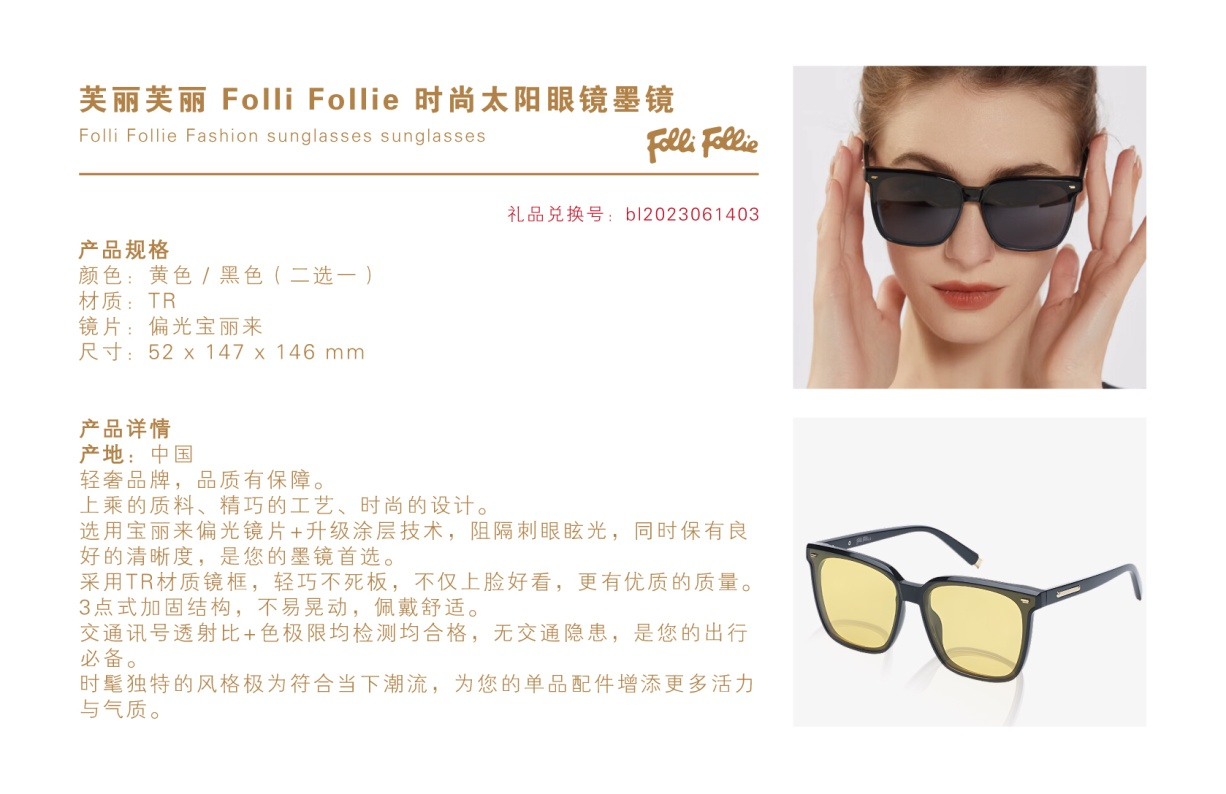 芙丽芙丽 Folli Follie 时尚太阳眼镜墨镜
Folli Follie Fashion sunglasses sunglasses
Folli Follie
礼品兑换号：bl2023061403
产品规格
颜色：黄色 / 黑色（二选一）
材质：TR
镜片：偏光宝丽来
尺寸：52 x 147 x 146 mm
产品详情
产地：中国
轻奢品牌，品质有保障。
上乘的质料、精巧的工艺、时尚的设计。
选用宝丽来偏光镜片+升级涂层技术，阻隔刺眼眩光，同时保有良
好的清晰度，是您的墨镜首选。
采用TR材质镜框，轻巧不死板，不仅上脸好看，更有优质的质量。
3点式加固结构，不易晃动，佩戴舒适。
交通讯号透射比+色极限均检测均合格，无交通隐患，是您的出行
必备。
时髦独特的风格极为符合当下潮流，为您的单品配件增添更多活力
与气质。